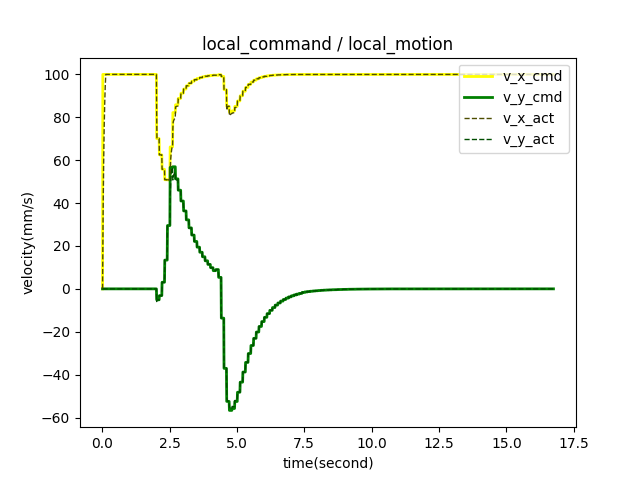 local_command / local_motion
100
80
60
40
20
0
−20
−40
−60
velocity(mm/s)
v_x_cmd
v_y_cmd
v_x_act
v_y_act
0.0 2.5 5.0 7.5 10.0 12.5 15.0 17.5
time(second)